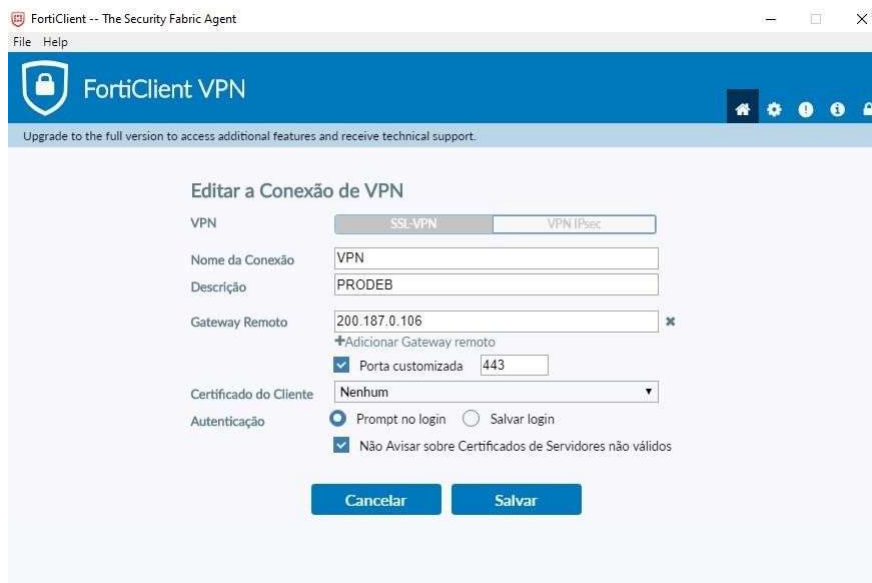 FortiClient -- The Security Fabric Agent
File Help
FortiClient VPN
Upgrade to the full version to access additional features and receive technical support.
Editar a Conexão de VPN
VPN SSL-VPN VPN IPsec
Nome da Conexão VPN
Descrição PRODEB
Gateway Remoto 200.187.0.106
+Adicionar Gateway remoto
Porta customizada 443
Certificado do Cliente Nenhum
Autenticação Prompt no login Salvar login
Não Avisar sobre Certificados de Servidores não válidos
Cancelar Salvar